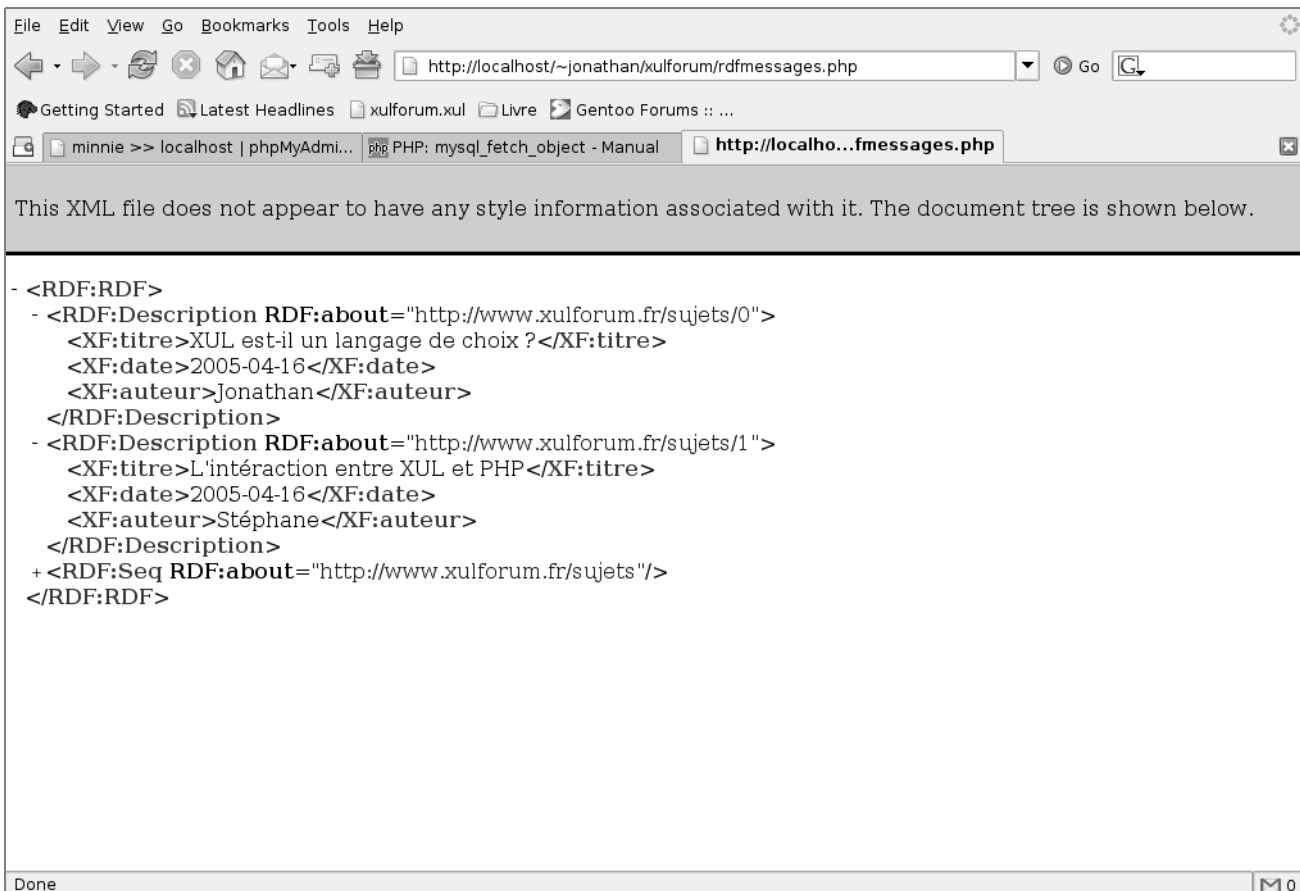 File Edit View Go Bookmarks Tools Help
http://localhost/~jonathan/xulforum/rdfmessages.php Go G
Getting Started Latest Headlines xulforum.xul Livre Gentoo Forums :: ...
minnie >> localhost | phpMyAdmi... php PHP: mysql_fetch_object - Manual http://localho...fmessages.php
This XML file does not appear to have any style information associated with it. The document tree is shown below.
- <RDF:RDF>
- <RDF:Description RDF:about="http://www.xulforum.fr/sujets/0">
<XF:titre>XUL est-il un langage de choix ?</XF:titre>
<XF:date>2005-04-16</XF:date>
<XF:auteur>Jonathan</XF:auteur>
</RDF:Description>
- <RDF:Description RDF:about="http://www.xulforum.fr/sujets/1">
<XF:titre>L'intéraction entre XUL et PHP</XF:titre>
<XF:date>2005-04-16</XF:date>
<XF:auteur>Stéphane</XF:auteur>
</RDF:Description>
+ <RDF:Seq RDF:about="http://www.xulforum.fr/sujets"/>
</RDF:RDF>
Done 0